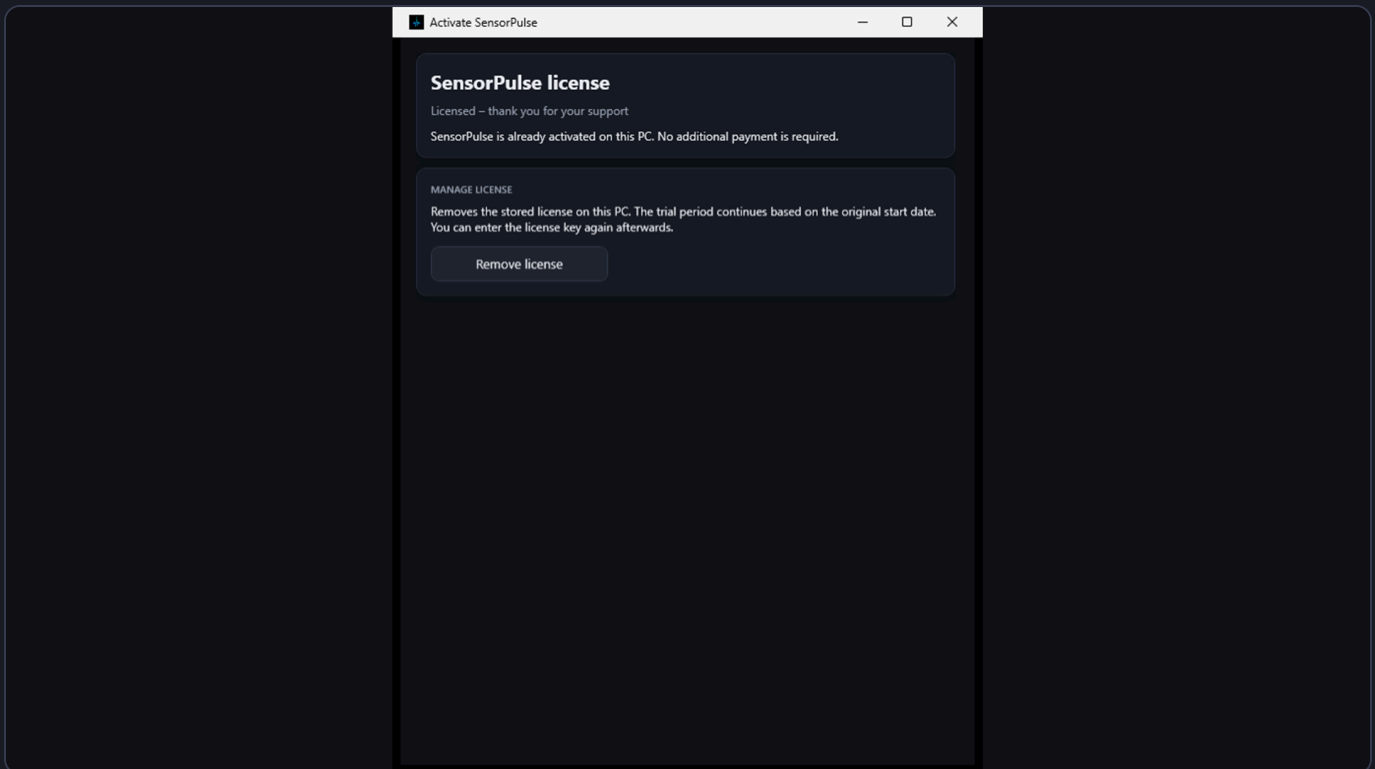 Activate SensorPulse
SensorPulse license
Licensed – thank you for your support
SensorPulse is already activated on this PC. No additional payment is required.
MANAGE LICENSE
Removes the stored license on this PC. The trial period continues based on the original start date.
You can enter the license key again afterwards.
Remove license